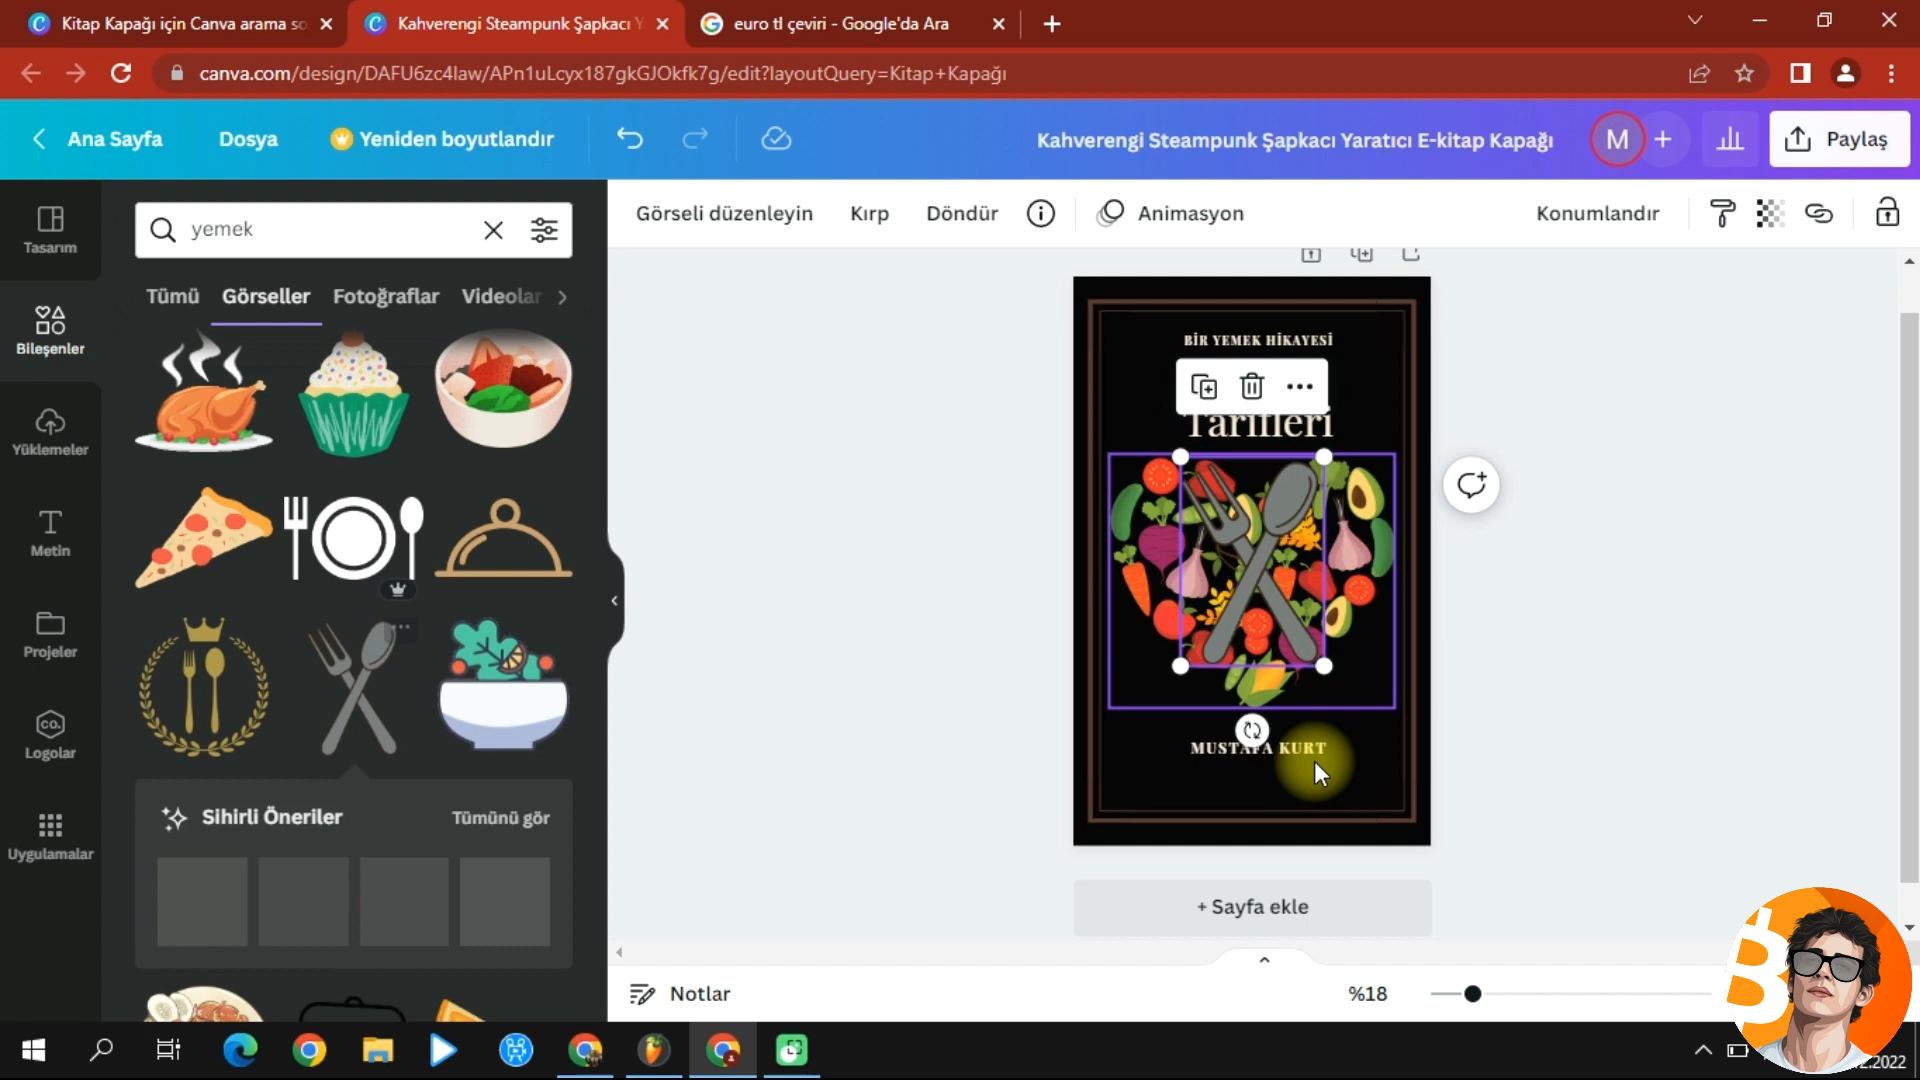 Kitap Kapağı için Canva arama so
Kahverengi Steampunk Şapkacı Y
euro tl çeviri - Google'da Ara
canva.com/design/DAFU6zc4law/APn1uLcyx187gkGJOkfk7g/edit?layoutQuery=Kitap+Kapağı
Ana Sayfa
Dosya
Yeniden boyutlandır
Kahverengi Steampunk Şapkacı Yaratıcı E-kitap Kapağı
M
Paylaş
Tasarım
Bileşenler
Yüklemeler
Metin
Projeler
CO.
Logolar
Uygulamalar
yemek
Tümü
Görseller
Fotoğraflar
Videolar
Sihirli Öneriler
Tümünü gör
Görseli düzenleyin
Kırp
Döndür
Animasyon
Konumlandır
BİR YEMEK HİKAYESİ
Tarifleri
MUSTAFA KURT
+ Sayfa ekle
Notlar
%18
.2022